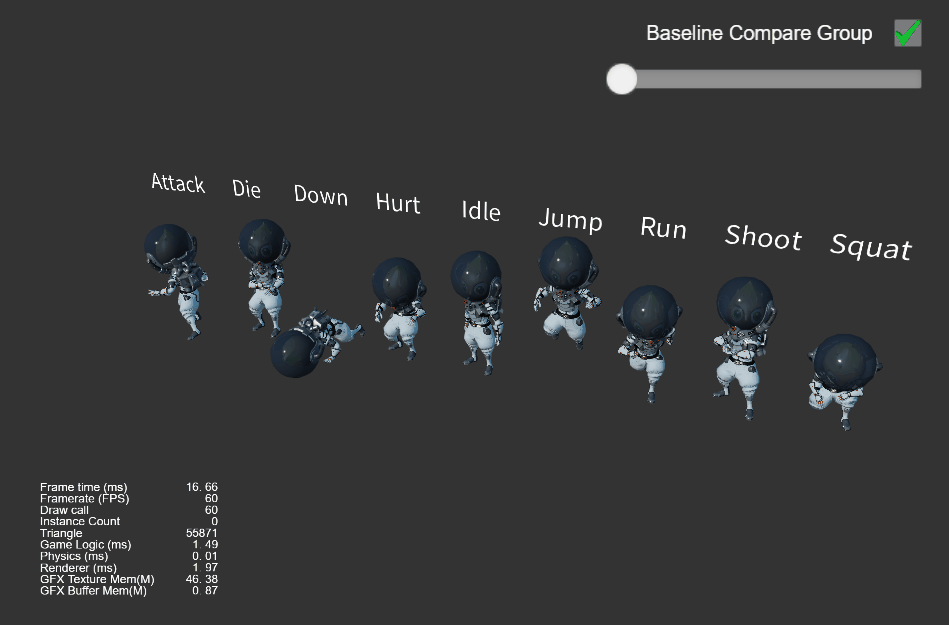 Baseline Compare Group
Attack Die Down Hurt Idle Jump Run Shoot Squat
Frame time (ms) 16.66
Framerate (FPS) 60
Draw call 60
Instance Count 0
Triangle 55871
Game Logic (ms) 1.49
Physics (ms) 0.01
Renderer (ms) 1.97
GFX Texture Mem(M) 46.38
GFX Buffer Mem(M) 0.87